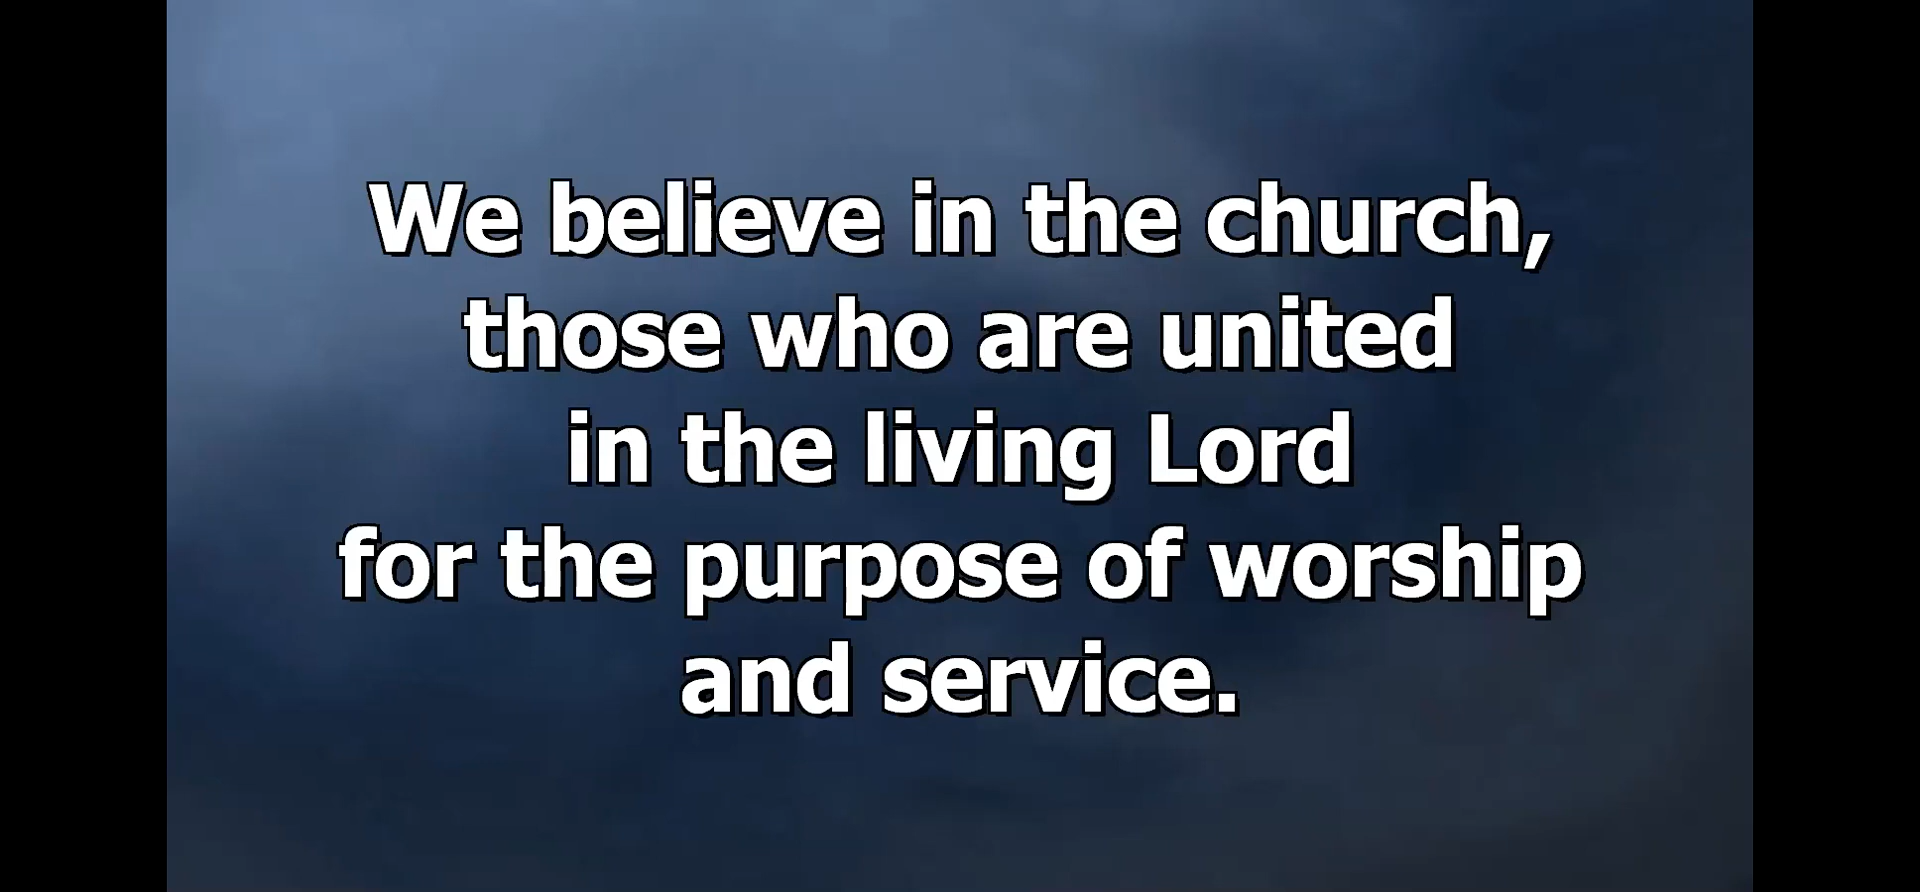 We believe in the church,
those who are united
in the living Lord
for the purpose of worship
and service.